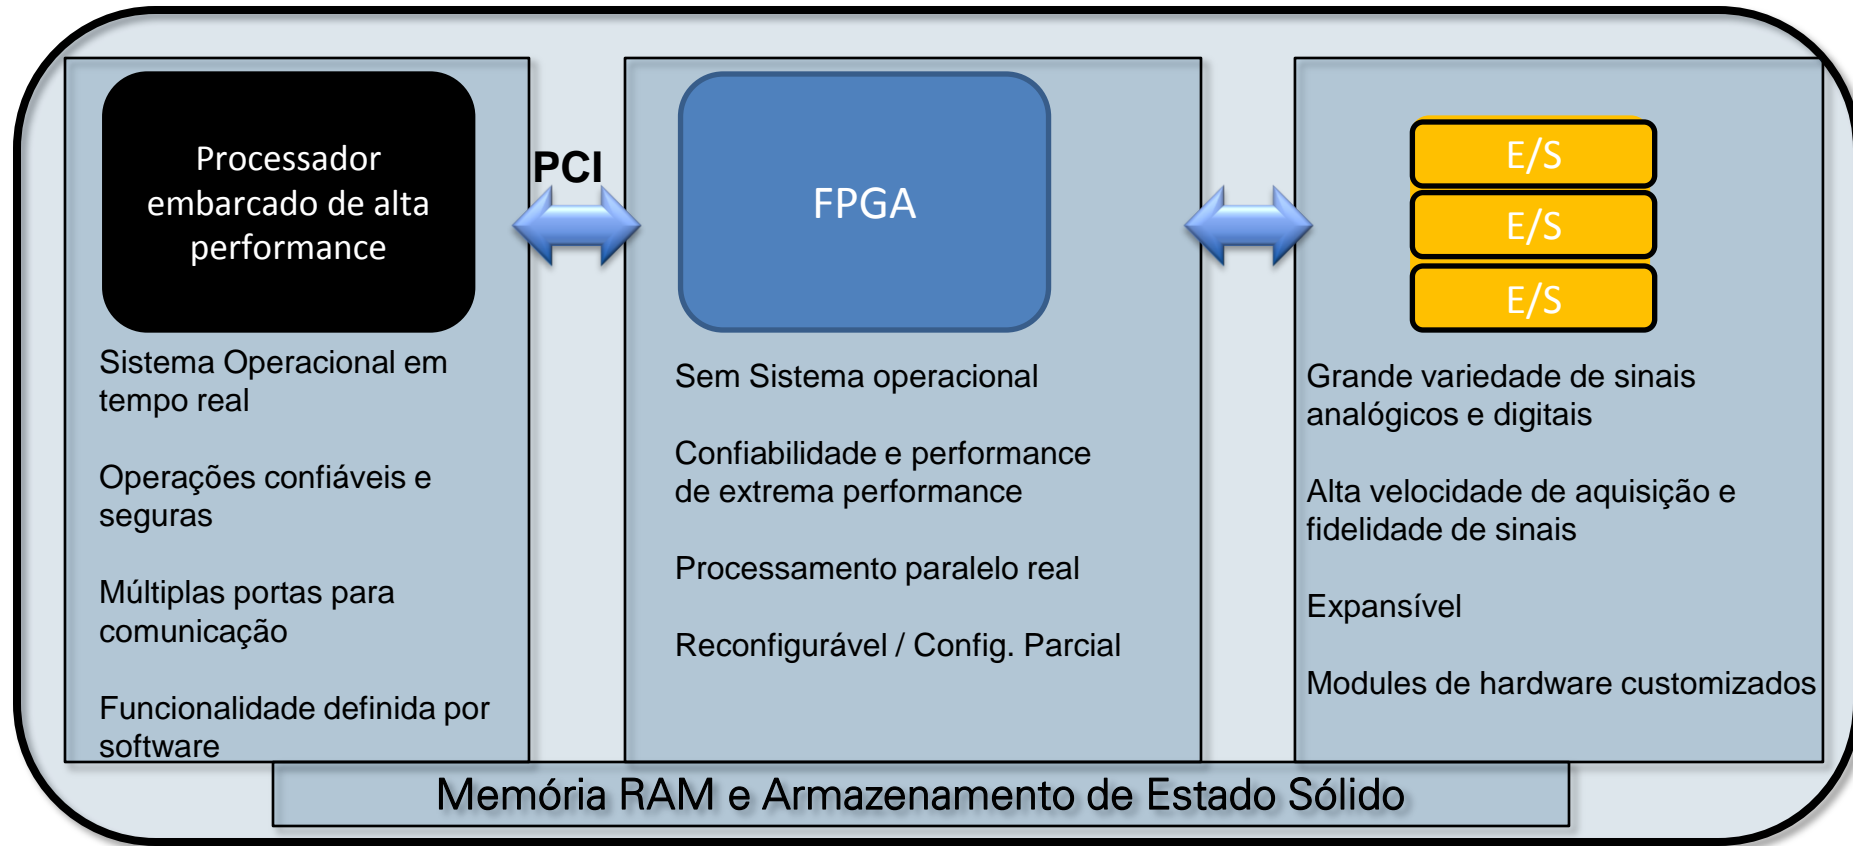 Processador
embarcado de alta
performance
Sistema Operacional em
tempo real
Operações confiáveis e
seguras
Múltiplas portas para
comunicação
Funcionalidade definida por
software
PCI
FPGA
Sem Sistema operacional
Confiabilidade e performance
de extrema performance
Processamento paralelo real
Reconfigurável / Config. Parcial
E/S
E/S
E/S
Grande variedade de sinais
analógicos e digitais
Alta velocidade de aquisição e
fidelidade de sinais
Expansível
Modules de hardware customizados
Memória RAM e Armazenamento de Estado Sólido